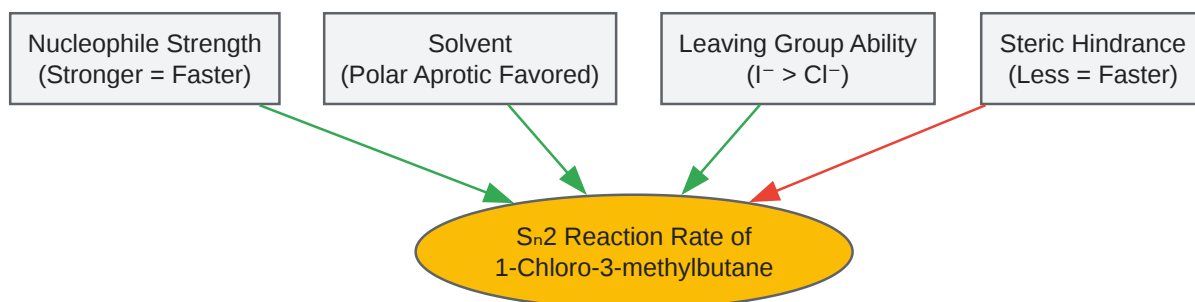 Nucleophile Strength
(Stronger = Faster)
Solvent
(Polar Aprotic Favored)
Leaving Group Ability
(I⁻ > Cl⁻)
Steric Hindrance
(Less = Faster)
Sₙ2 Reaction Rate of
1-Chloro-3-methylbutane